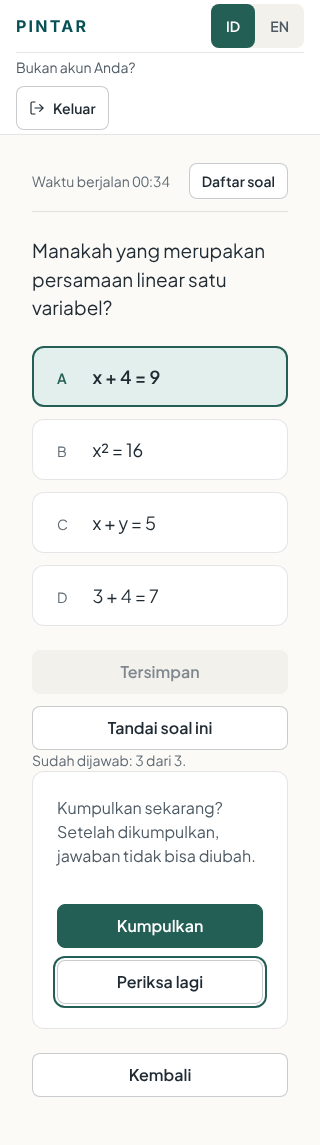 PINTAR
ID EN
Bukan akun Anda?
Keluar
Waktu berjalan 00:34
Daftar soal
Manakah yang merupakan
persamaan linear satu
variabel?
A x + 4 = 9
B x² = 16
C x + y = 5
D 3 + 4 = 7
Tersimpan
Tandai soal ini
Sudah dijawab: 3 dari 3.
Kumpulkan sekarang?
Setelah dikumpulkan,
jawaban tidak bisa diubah.
Kumpulkan
Periksa lagi
Kembali